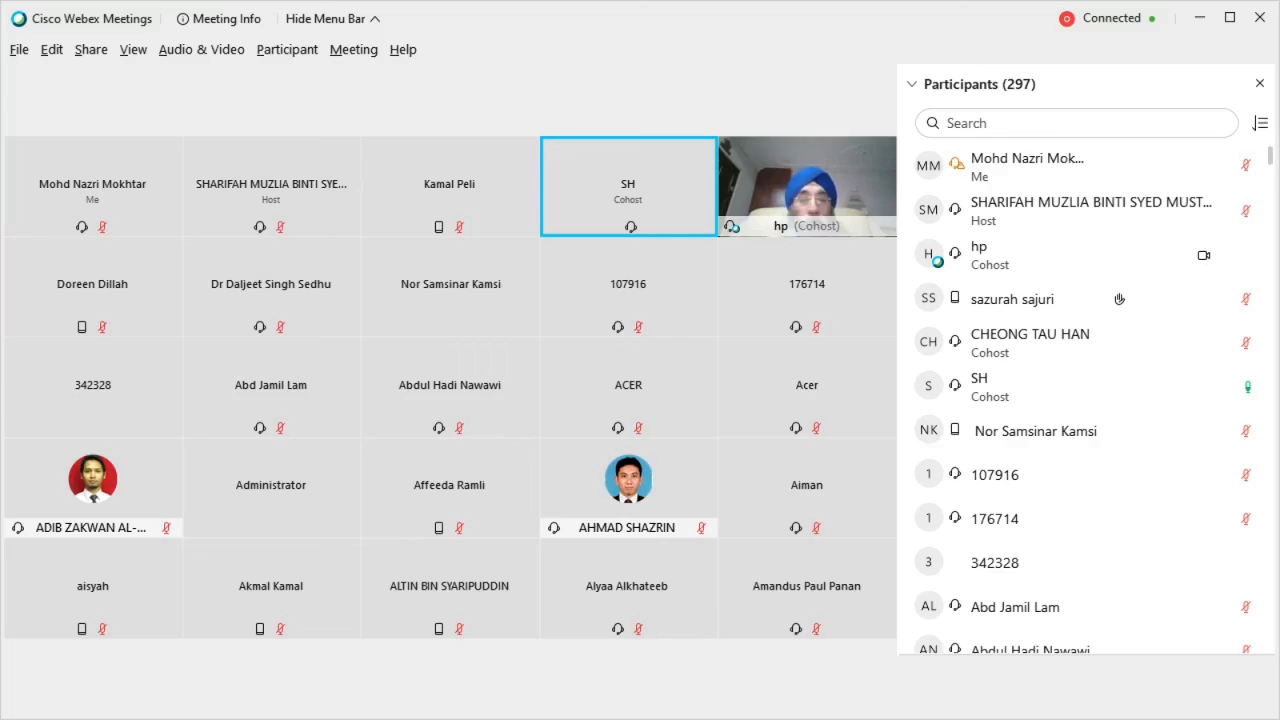 Cisco Webex Meetings
Meeting Info
Hide Menu Bar
Connected
File Edit Share View Audio & Video Participant Meeting Help
Mohd Nazri Mokhtar
Me
SHARIFAH MUZLIA BINTI SYE...
Host
Kamal Peli
SH
Cohost
hp (Cohost)
Doreen Dillah
Dr Daljeet Singh Sedhu
Nor Samsinar Kamsi
107916
176714
342328
Abd Jamil Lam
Abdul Hadi Nawawi
ACER
Acer
ADIB ZAKWAN AL-...
Administrator
Affeeda Ramli
AHMAD SHAZRIN
Aiman
aisyah
Akmal Kamal
ALTIN BIN SYARIPUDDIN
Alyaa Alkhateeb
Amandus Paul Panan
Participants (297)
Search
MM Mohd Nazri Mok...
Me
SM SHARIFAH MUZLIA BINTI SYED MUST...
Host
H hp
Cohost
SS sazurah sajuri
CH CHEONG TAU HAN
Cohost
S SH
Cohost
NK Nor Samsinar Kamsi
1 107916
1 176714
3 342328
AL Abd Jamil Lam
AN Abdul Hadi Nawawi